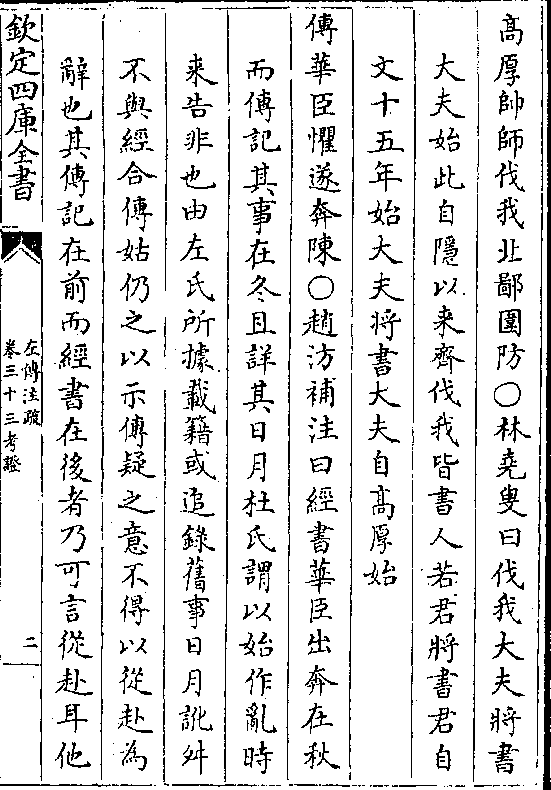 高厚帥師伐我北鄙圍防○林堯叟曰伐我大夫將書
大夫始此自隱以来齊伐我皆書人若君將書君自
文十五年始大夫將書大夫自高厚始
傳華臣懼遂奔陳○趙汸補注曰經書華臣出奔在秋
而傳記其事在冬且詳其日月杜氏謂以始作亂時
来告非也由左氏所據載籍或追錄舊事日月訛舛
不與經合傳姑仍之以示傳疑之意不得以從赴為
辭也其傳記在前而經書在後者乃可言從赴耳他
欽定四庫全書
左傳注疏
卷三十三考證
二